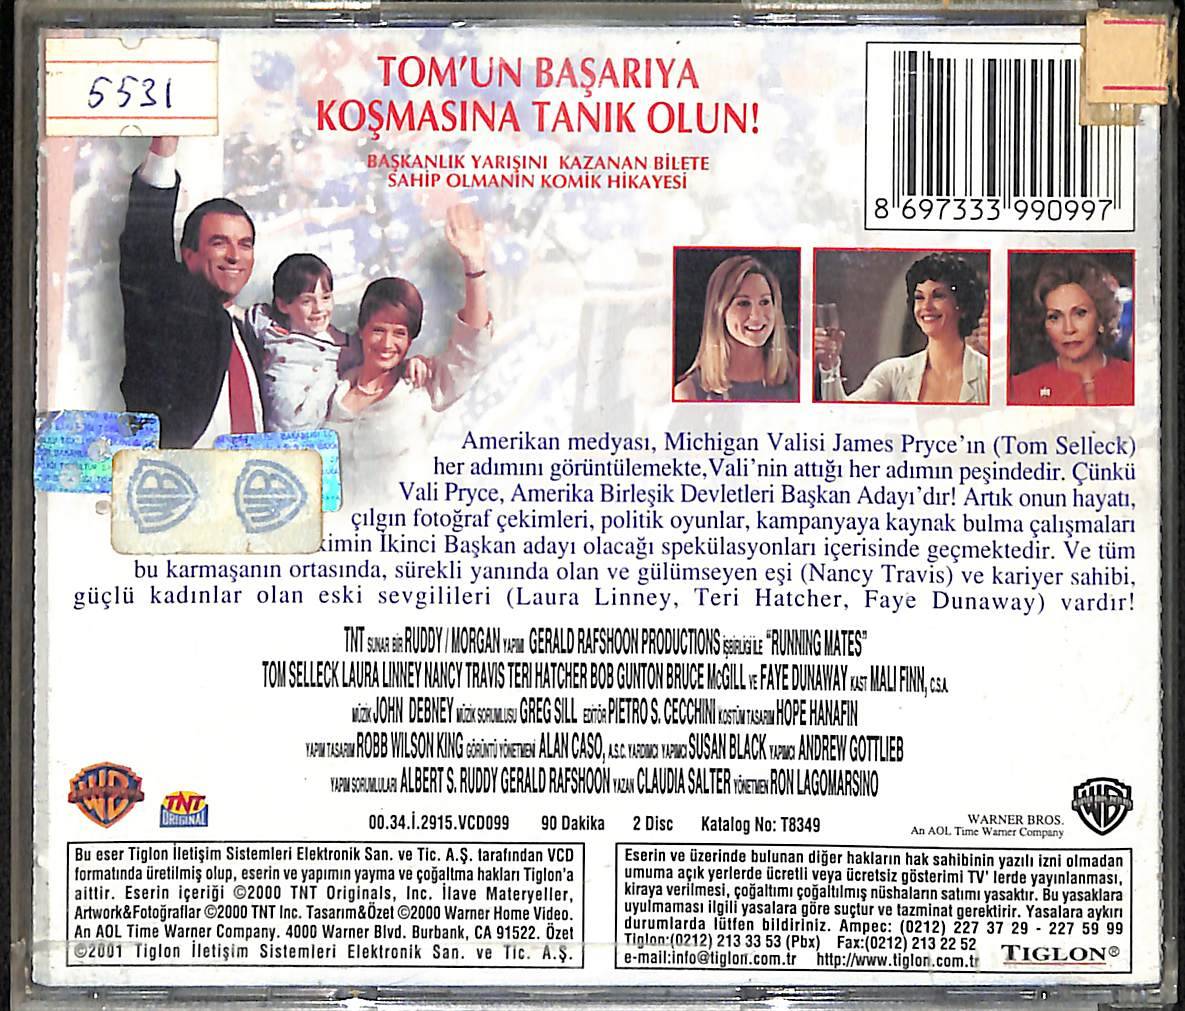 5531
TOM'UN BAŞARIYA
KOŞMASINA TANIK OLUN!
BAŞKANLIK YARIŞINI KAZANAN BİLETE
SAHIP OLMANIN KOMİK HİKAYESİ
8 697333 990997
Amerikan medyası, Michigan Valisi James Pryce'ın (Tom Selleck)
her adımını görüntülemekte,Vali'nin attığı her adımın peşindedir. Çünkü
Vali Pryce, Amerika Birleşik Devletleri Başkan Adayı'dır! Artık onun hayatı,
çılgın fotoğraf çekimleri, politik oyunlar, kampanyaya kaynak bulma çalışmaları
kimin İkinci Başkan adayı olacağı spekülasyonları içerisinde geçmektedir. Ve tüm
bu karmaşanın ortasında, sürekli yanında olan ve gülümseyen eşi (Nancy Travis) ve kariyer sahibi,
güçlü kadınlar olan eski sevgilileri (Laura Linney, Teri Hatcher, Faye Dunaway) vardır!
TNT SUNAR BİR RUDDY / MORGAN YAPIMI GERALD RAFSHOON PRODUCTIONS İŞBİRLİĞİ İLE "RUNNING MATES"
TOM SELLECK LAURA LINNEY NANCY TRAVIS TERI HATCHER BOB GUNTON BRUCE McGILL VE FAYE DUNAWAY KAST MALI FINN, C.S.A.
MÜZİK JOHN DEBNEY MÜZİK SORUMLUSU GREG SILL EDİTÖR PIETRO S. CECCHINI KOSTÜM TASARIM HOPE HANAFIN
YAPIM TASARIM ROBB WILSON KING GÖRÜNTÜ YÖNETMENİ ALAN CASO, A.S.C. YARDIMCI YAPIMCI SUSAN BLACK YAPIMCI ANDREW GOTTLIEB
YAPIM SORUMLULARI ALBERT S. RUDDY GERALD RAFSHOON YAZAN CLAUDIA SALTER YÖNETMEN RON LAGOMARSINO
TNT
ORIGINAL
00.34.İ.2915.VCD099 90 Dakika 2 Disc Katalog No: T8349
WARNER BROS.
An AOL Time Warner Company
Bu eser Tiglon İletişim Sistemleri Elektronik San. ve Tic. A.Ş. tarafından VCD
formatında üretilmiş olup, eserin ve yapımın yayma ve çoğaltma hakları Tiglon'a
aittir. Eserin içeriği ©2000 TNT Originals, Inc. İlave Materyeller,
Artwork&Fotoğraflar ©2000 TNT Inc. Tasarım&Özet ©2000 Warner Home Video.
An AOL Time Warner Company. 4000 Warner Blvd. Burbank, CA 91522. Özet
©2001 Tiglon İletişim Sistemleri Elektronik San. ve Tic. A.Ş.
Eserin ve üzerinde bulunan diğer hakların hak sahibinin yazılı izni olmadan
umuma açık yerlerde ücretli veya ücretsiz gösterimi TV' lerde yayınlanması,
kiraya verilmesi, çoğaltımı çoğaltılmış nüshaların satımı yasaktır. Bu yasaklara
uyulmaması ilgili yasalara göre suçtur ve tazminat gerektirir. Yasalara aykırı
durumlarda lütfen bildiriniz. Ampec: (0212) 227 37 29 - 227 59 99
Tiglon:(0212) 213 33 53 (Pbx) Fax:(0212) 213 22 52
e-mail:info@tiglon.com.tr http://www.tiglon.com.tr
TIGLON®